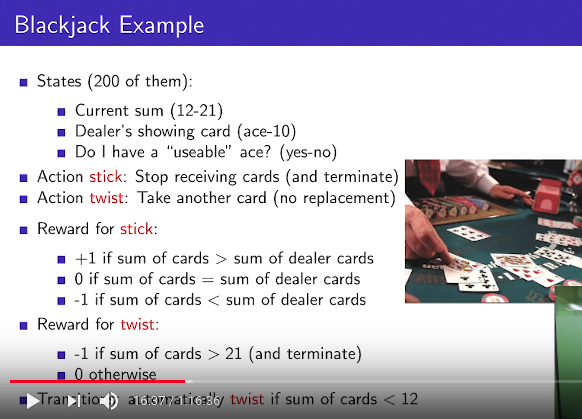 Blackjack Example
States (200 of them):
Current sum (12-21)
Dealer's showing card (ace-10)
Do I have a “useable” ace? (yes-no)
Action stick: Stop receiving cards (and terminate)
Action twist: Take another card (no replacement)
Reward for stick:
+1 if sum of cards > sum of dealer cards
0 if sum of cards = sum of dealer cards
-1 if sum of cards < sum of dealer cards
Reward for twist:
-1 if sum of cards > 21 (and terminate)
0 otherwise
automatically twist if sum of cards < 12